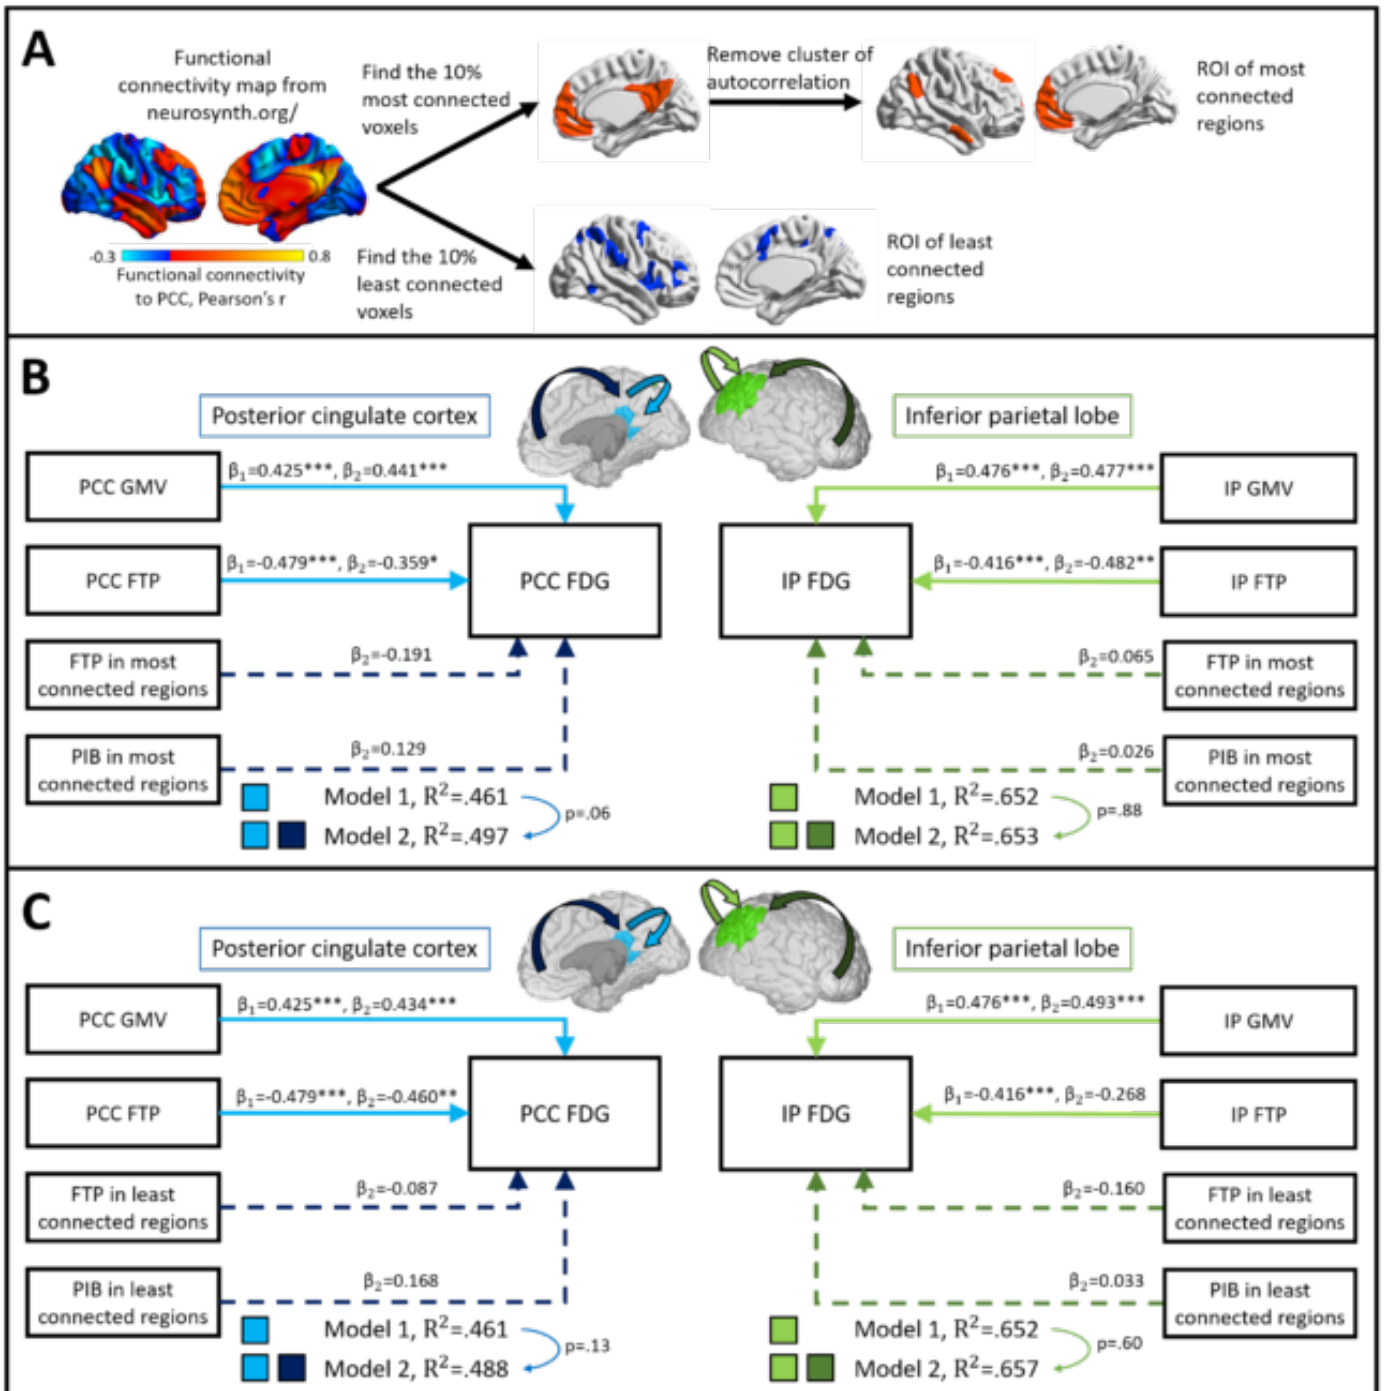 A
Functional
connectivity map from
neurosynth.org/
-0.3 0.8
Functional connectivity
to PCC, Pearson's r
Find the 10%
most connected
voxels
Find the 10%
least connected
voxels
Remove cluster of
autocorrelation
ROI of most
connected
regions
ROI of least
connected
regions
B
Posterior cingulate cortex
Inferior parietal lobe
PCC GMV
β₁=0.425***, β₂=0.441***
PCC FTP
β₁=-0.479***, β₂=-0.359*
PCC FDG
FTP in most
connected regions
β₂=-0.191
PIB in most
connected regions
β₂=0.129
Model 1, R²=.461
Model 2, R²=.497
p=.06
β₁=0.476***, β₂=0.477***
IP GMV
IP FDG
β₁=-0.416***, β₂=-0.482**
IP FTP
β₂=0.065
FTP in most
connected regions
β₂=0.026
PIB in most
connected regions
Model 1, R²=.652
Model 2, R²=.653
p=.88
C
Posterior cingulate cortex
Inferior parietal lobe
PCC GMV
β₁=0.425***, β₂=0.434***
PCC FTP
β₁=-0.479***, β₂=-0.460**
PCC FDG
FTP in least
connected regions
β₂=-0.087
PIB in least
connected regions
β₂=0.168
Model 1, R²=.461
Model 2, R²=.488
p=.13
β₁=0.476***, β₂=0.493***
IP GMV
IP FDG
β₁=-0.416***, β₂=-0.268
IP FTP
β₂=-0.160
FTP in least
connected regions
β₂=0.033
PIB in least
connected regions
Model 1, R²=.652
Model 2, R²=.657
p=.60